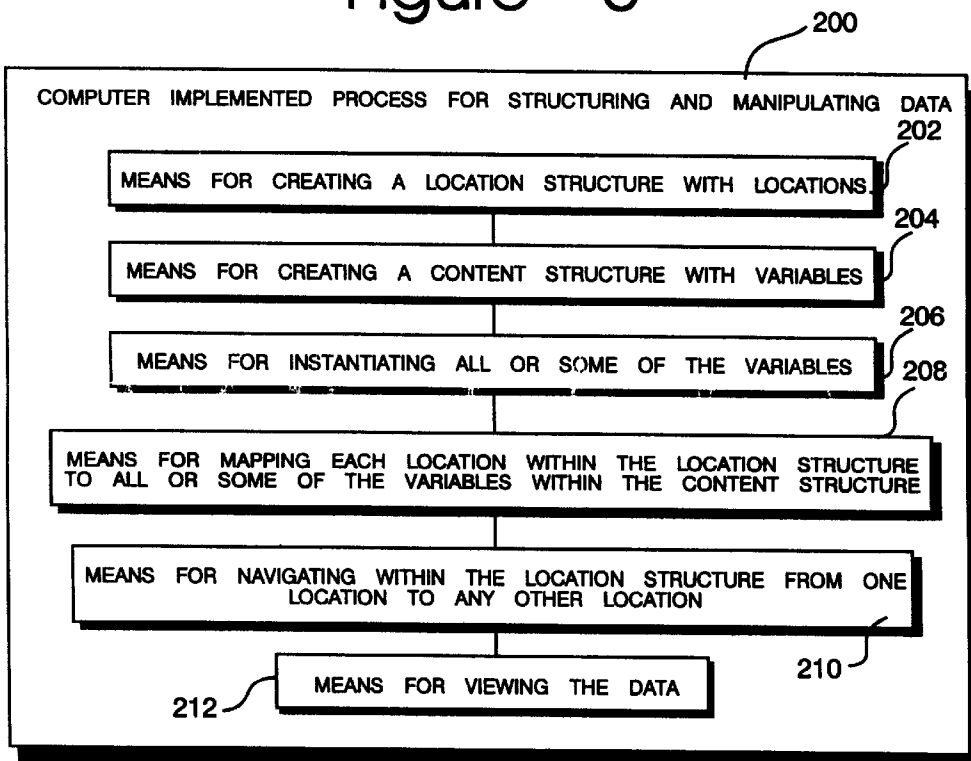 Figure
200
COMPUTER IMPLEMENTED PROCESS FOR STRUCTURING AND MANIPULATING DATA
202
MEANS FOR CREATING A LOCATION STRUCTURE WITH LOCATIONS.
204
MEANS FOR CREATING A CONTENT STRUCTURE WITH VARIABLES
206
MEANS FOR INSTANTIATING ALL OR SOME OF THE VARIABLES
208
MEANS FOR MAPPING EACH LOCATION WITHIN THE LOCATION STRUCTURE
TO ALL OR SOME OF THE VARIABLES WITHIN THE CONTENT STRUCTURE
MEANS FOR NAVIGATING WITHIN THE LOCATION STRUCTURE FROM ONE
LOCATION TO ANY OTHER LOCATION
210
212
MEANS FOR VIEWING THE DATA